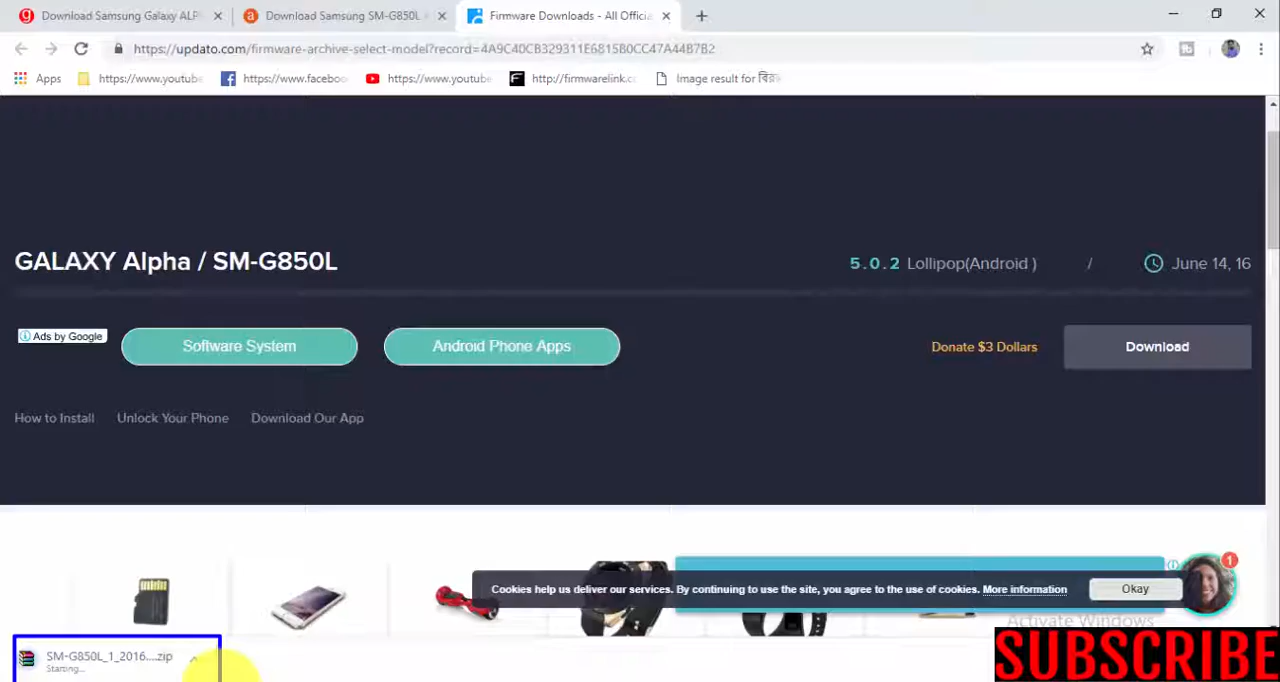 Download Samsung Galaxy ALP
Download Samsung SM-G850L
Firmware Downloads - All Offici
https://updato.com/firmware-archive-select-model?record=4A9C40CB329311E6815B0CC47A44B7B2
Apps
https://www.youtube
https://www.faceboo
https://www.youtube
http://firmwarelink.co
Image result for বিয়
GALAXY Alpha / SM-G850L
5.0.2 Lollipop(Android )
/
June 14, 16
Ads by Google
Software System
Android Phone Apps
Donate $3 Dollars
Download
How to Install
Unlock Your Phone
Download Our App
1
Cookies help us deliver our services. By continuing to use the site, you agree to the use of cookies. More information
Okay
Activate Windows
SUBSCRIBE
SM-G850L_1_2016....zip
Starting...